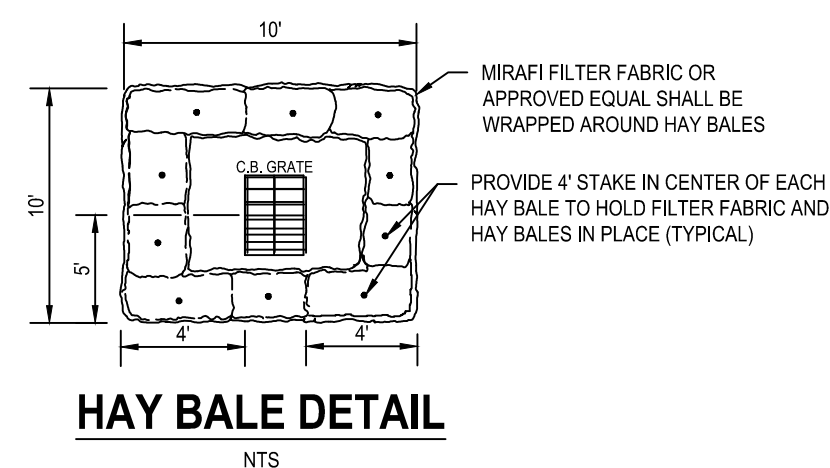 10'
MIRAFI FILTER FABRIC OR
APPROVED EQUAL SHALL BE
WRAPPED AROUND HAY BALES
C.B. GRATE
PROVIDE 4' STAKE IN CENTER OF EACH
HAY BALE TO HOLD FILTER FABRIC AND
HAY BALES IN PLACE (TYPICAL)
10'
5'
4'
4'
HAY BALE DETAIL
NTS